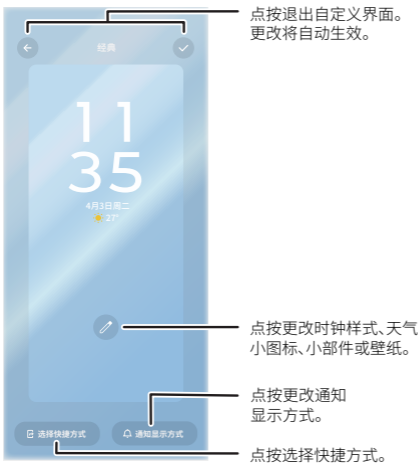 点按退出自定义界面。
更改将自动生效。
经典
11
35
4月3日周二
27°
点按更改时钟样式、天气
小图标、小部件或壁纸。
点按更改通知
显示方式。
选择快捷方式
通知显示方式
点按选择快捷方式。